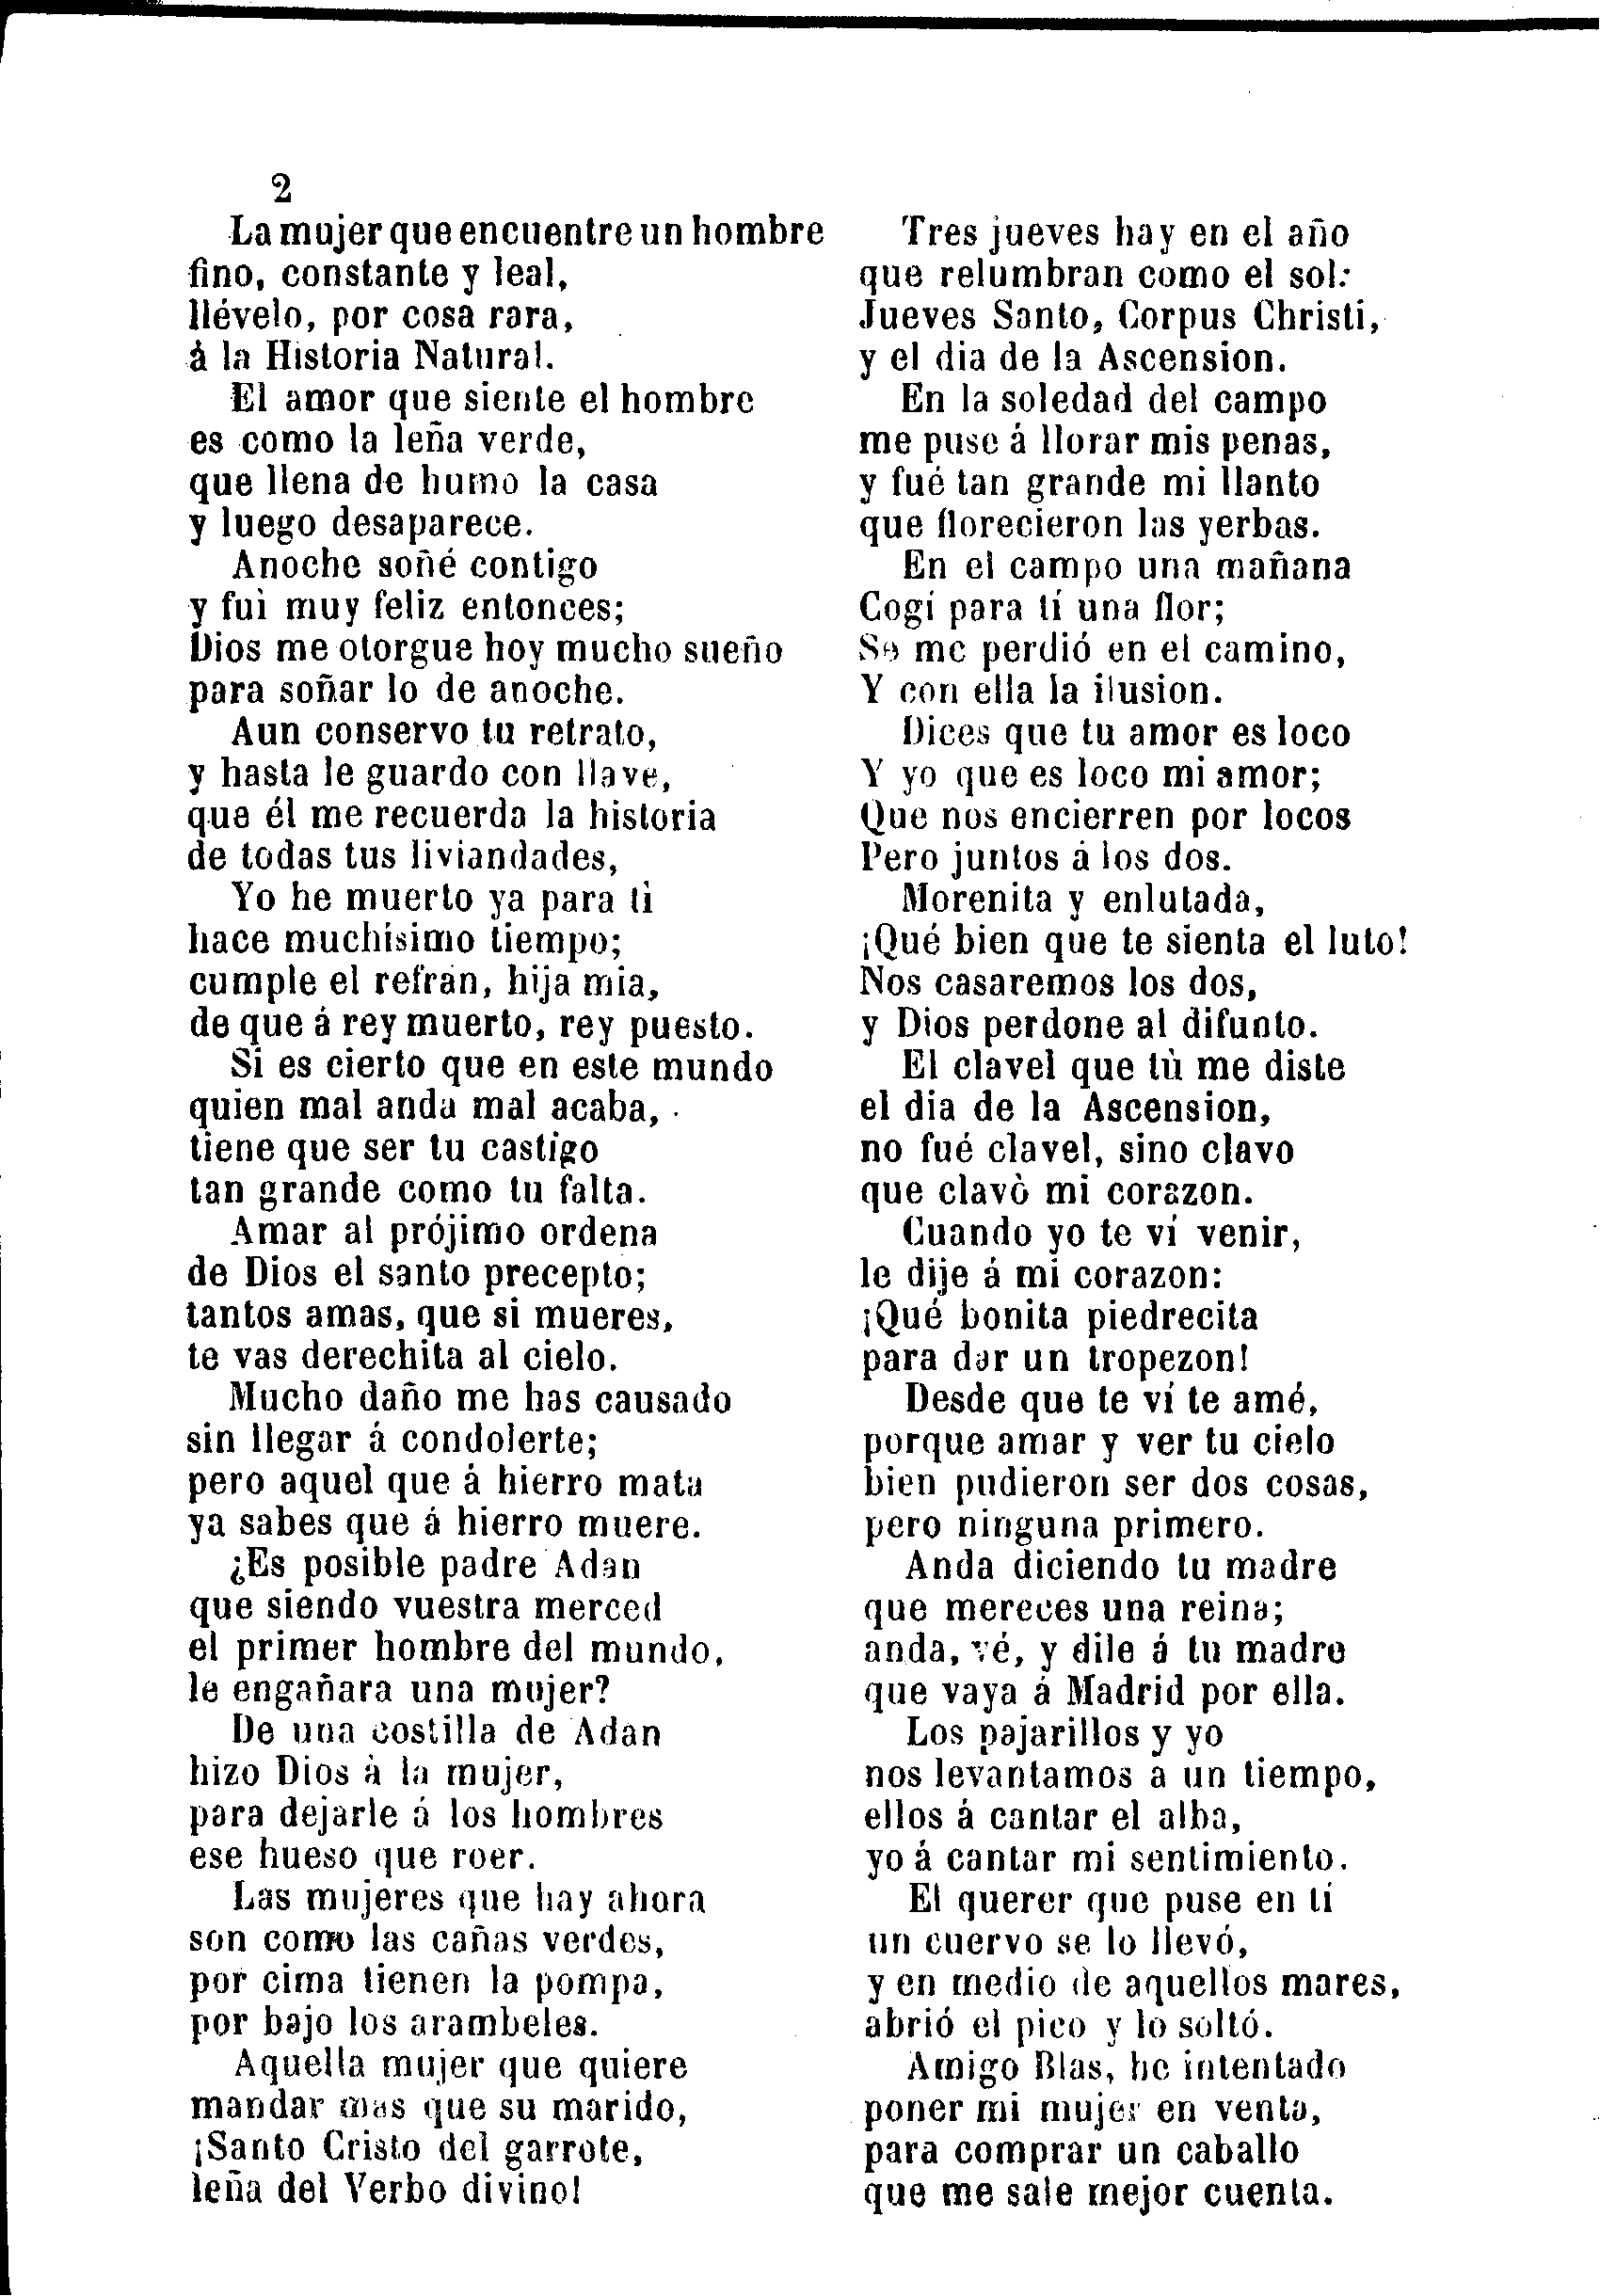 2
La mujer que encuentre un hombre
fino, constante y leal,
llévelo, por cosa rara,
á la Historia Natural.
El amor que siente el hombre
es como la leña verde,
que llena de humo la casa
y luego desaparece.
Anoche soñé contigo
y fui muy feliz entonces;
Dios me otorgue hoy mucho sueño
para soñar lo de anoche.
Aun conservo tu retrato,
y hasta le guardo con llave,
que él me recuerda la historia
de todas tus liviandades,
Yo he muerto ya para ti
hace muchisimo tiempo;
cumple el refran, hija mia,
de que á rey muerto, rey puesto.
Si es cierto que en este mundo
quien mal anda mal acaba,
tiene que ser tu castigo
tan grande como tu falta.
Amar al prójimo ordena
de Dios el santo precepto;
tantos amas, que si mueres,
te vas derechita al cielo.
Mucho daño me has causado
sin llegar á condolerte;
pero aquel que á hierro mata
ya sabes que á hierro muere.
¿Es posible padre Adan
que siendo vuestra merced
el primer hombre del mundo,
le engañara una mujer?
De una costilla de Adan
hizo Dios à la mujer,
para dejarle á los hombres
ese hueso que roer.
Las mujeres que hay ahora
son como las cañas verdes,
por cima tienen la pompa,
por bajo los arambeles.
Aquella mujer que quiere
mandar mas que su marido,
¡Santo Cristo del garrote,
leña del Verbo divino!
Tres jueves hay en el año
que relumbran como el sol:
Jueves Santo, Corpus Christi,
y el dia de la Ascension.
En la soledad del campo
me puse á llorar mis penas,
y fué tan grande mi llanto
que florecieron las yerbas.
En el campo una mañana
Cogí para tí una flor;
Se me perdió en el camino,
Y con ella la ilusion.
Dices que tu amor es loco
Y yo que es loco mi amor;
Que nos encierren por locos
Pero juntos á los dos.
Morenita y enlutada,
¡Qué bien que te sienta el luto!
Nos casaremos los dos,
y Dios perdone al difunto.
El clavel que tù me diste
el dia de la Ascension,
no fué clavel, sino clavo
que clavò mi corazon.
Cuando yo te ví venir,
le dije á mi corazon:
¡Qué bonita piedrecita
para dar un tropezon!
Desde que te ví te amé,
porque amar y ver tu cielo
bien pudieron ser dos cosas,
pero ninguna primero.
Anda diciendo tu madre
que mereces una reina;
anda, vé, y dile á tu madre
que vaya á Madrid por ella.
Los pajarillos y yo
nos levantamos a un tiempo,
ellos á cantar el alba,
yo á cantar mi sentimiento.
El querer que puse en tí
un cuervo se lo llevó,
y en medio de aquellos mares,
abrió el pico y lo soltó.
Amigo Blas, he intentado
poner mi mujer en venta,
para comprar un caballo
que me sale mejor cuenta.